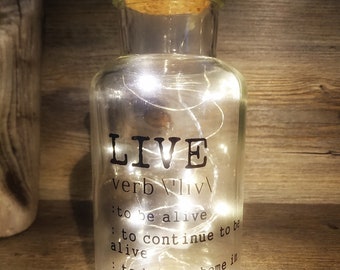 LIVE
verb \'liv\
:to be alive
: to continue to be
alive